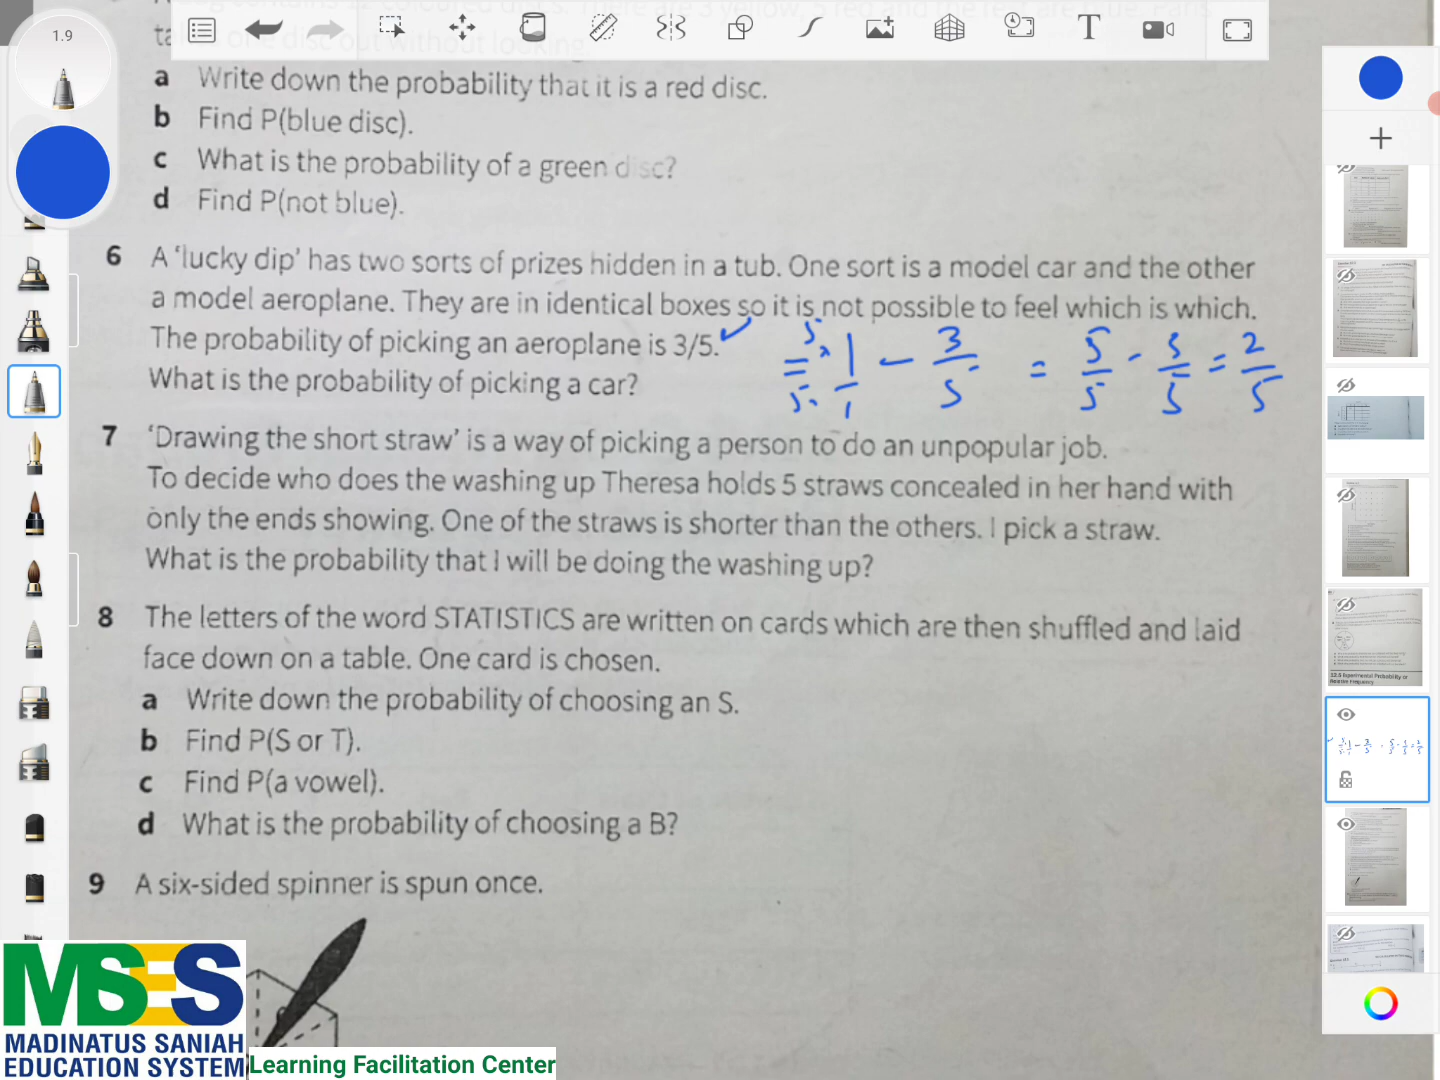 1.9
a Write down the probability that it is a red disc.
b Find P(blue disc).
c What is the probability of a green disc?
d Find P(not blue).
6 A ‘lucky dip’ has two sorts of prizes hidden in a tub. One sort is a model car and the other
a model aeroplane. They are in identical boxes so it is not possible to feel which is which.
The probability of picking an aeroplane is 3/5. ✓
What is the probability of picking a car?
5/5 × 1/1 − 3/5 = 5/5 - 3/5 = 2/5
7 ‘Drawing the short straw’ is a way of picking a person to do an unpopular job.
To decide who does the washing up Theresa holds 5 straws concealed in her hand with
only the ends showing. One of the straws is shorter than the others. I pick a straw.
What is the probability that I will be doing the washing up?
8 The letters of the word STATISTICS are written on cards which are then shuffled and laid
face down on a table. One card is chosen.
a Write down the probability of choosing an S.
b Find P(S or T).
c Find P(a vowel).
d What is the probability of choosing a B?
9 A six-sided spinner is spun once.
MSES
MADINATUS SANIAH
EDUCATION SYSTEM
Learning Facilitation Center